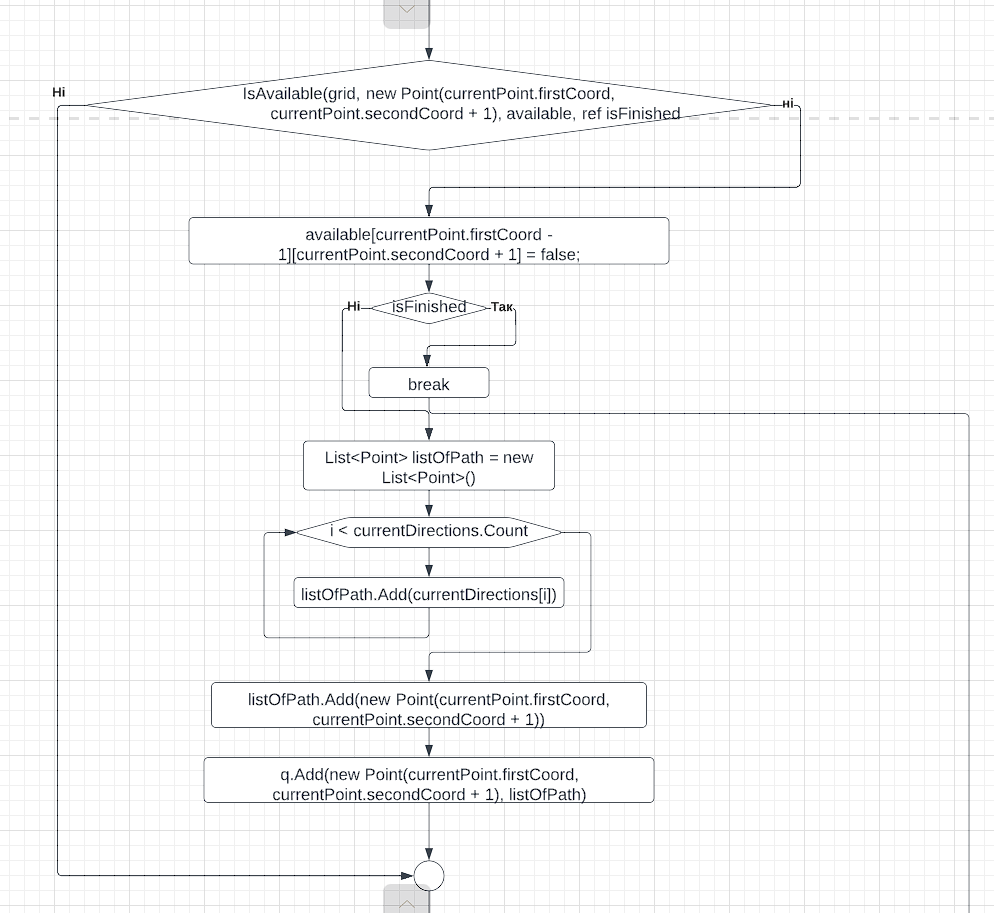 Ні
IsAvailable(grid, new Point(currentPoint.firstCoord,
currentPoint.secondCoord + 1), available, ref isFinished
ні
available[currentPoint.firstCoord -
1][currentPoint.secondCoord + 1] = false;
Ні
isFinished
Так
break
List<Point> listOfPath = new
List<Point>()
i < currentDirections.Count
listOfPath.Add(currentDirections[i])
listOfPath.Add(new Point(currentPoint.firstCoord,
currentPoint.secondCoord + 1))
q.Add(new Point(currentPoint.firstCoord,
currentPoint.secondCoord + 1), listOfPath)